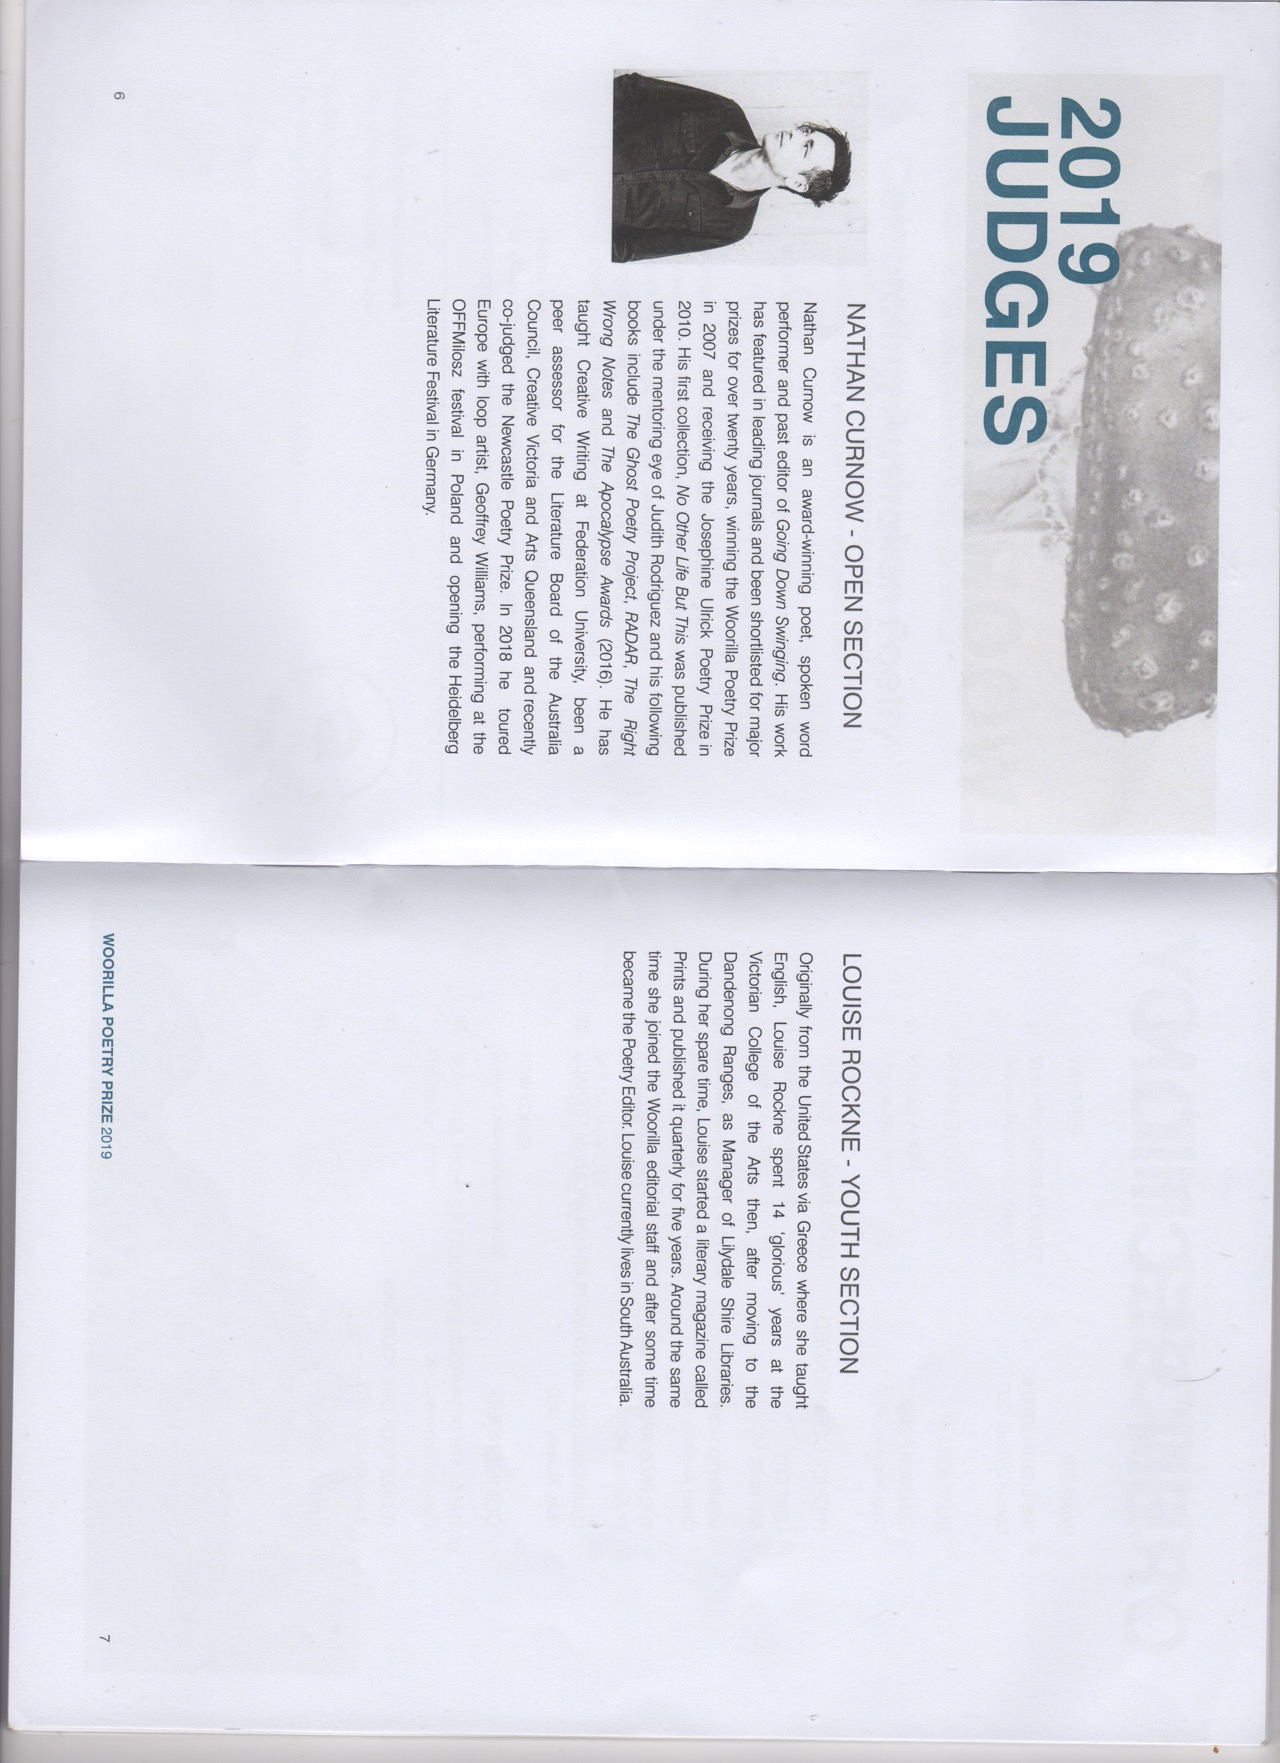 2019
JUDGES
NATHAN CURNOW - OPEN SECTION
Nathan Curnow is an award-winning poet, spoken word
performer and past editor of Going Down Swinging. His work
has featured in leading journals and been shortlisted for major
prizes for over twenty years, winning the Woorilla Poetry Prize
in 2007 and receiving the Josephine Ulrick Poetry Prize in
2010. His first collection, No Other Life But This was published
under the mentoring eye of Judith Rodriguez and his following
books include The Ghost Poetry Project, RADAR, The Right
Wrong Notes and The Apocalypse Awards (2016). He has
taught Creative Writing at Federation University, been a
peer assessor for the Literature Board of the Australia
Council, Creative Victoria and Arts Queensland and recently
co-judged the Newcastle Poetry Prize. In 2018 he toured
Europe with loop artist, Geoffrey Williams, performing at the
OFFMilosz festival in Poland and opening the Heidelberg
Literature Festival in Germany.
6
LOUISE ROCKNE - YOUTH SECTION
Originally from the United States via Greece where she taught
English, Louise Rockne spent 14 ‘glorious’ years at the
Victorian College of the Arts then, after moving to the
Dandenong Ranges, as Manager of Lilydale Shire Libraries.
During her spare time, Louise started a literary magazine called
Prints and published it quarterly for five years. Around the same
time she joined the Woorilla editorial staff and after some time
became the Poetry Editor. Louise currently lives in South Australia.
WOORILLA POETRY PRIZE 2019
7